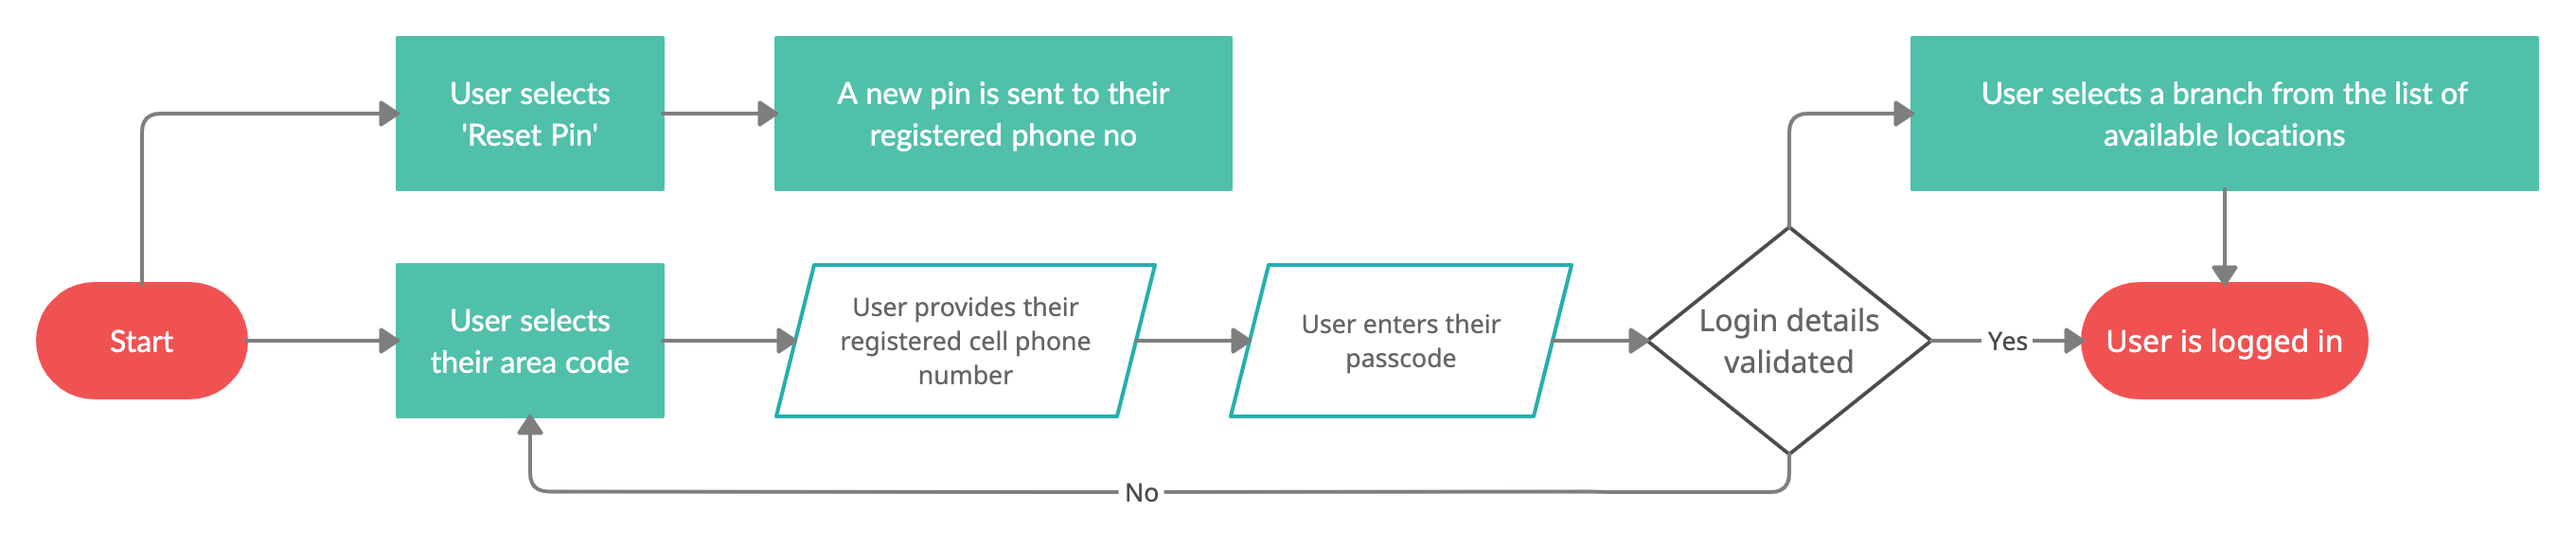 User selects
'Reset Pin'
A new pin is sent to their
registered phone no
User selects a branch from the list of
available locations
Start
User selects
their area code
User provides their
registered cell phone
number
User enters their
passcode
Login details
validated
Yes
User is logged in
No